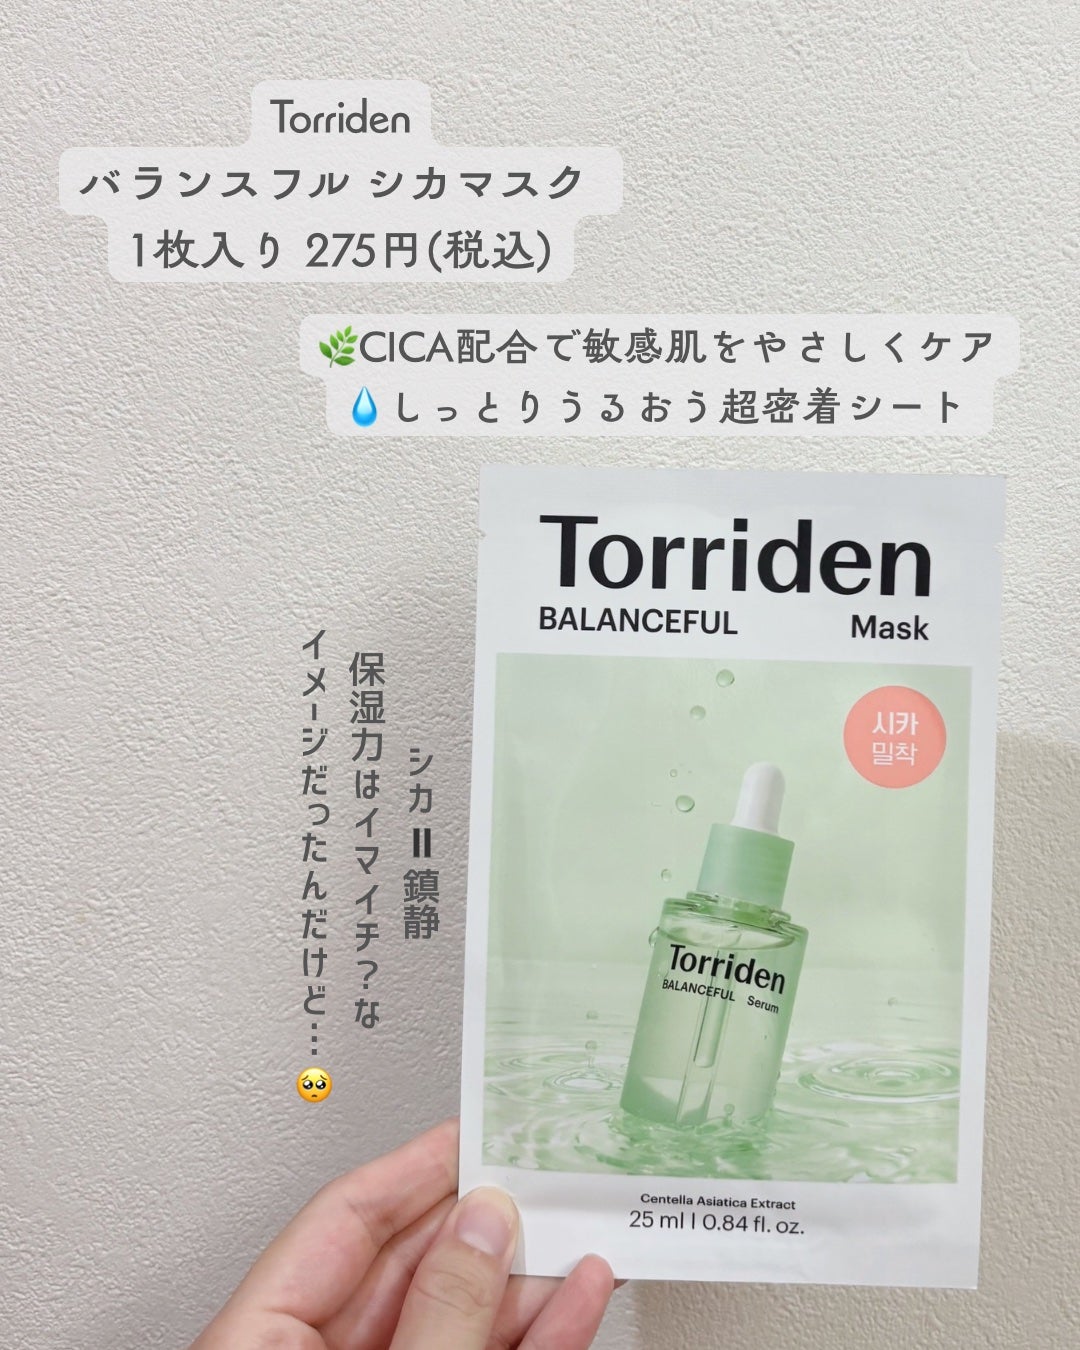 Torriden
バランスフル シカマスク
1枚入り 275円(税込)
🌿CICA配合で敏感肌をやさしくケア
💧しっとりうるおう超密着シート
シカ＝鎮静
保湿力はイマイチ？な
イメージだったんだけど…🥺
Torriden
BALANCEFUL Mask
시카
밀착
Torriden
BALANCEFUL Serum
Centella Asiatica Extract
25 ml | 0.84 fl. oz.